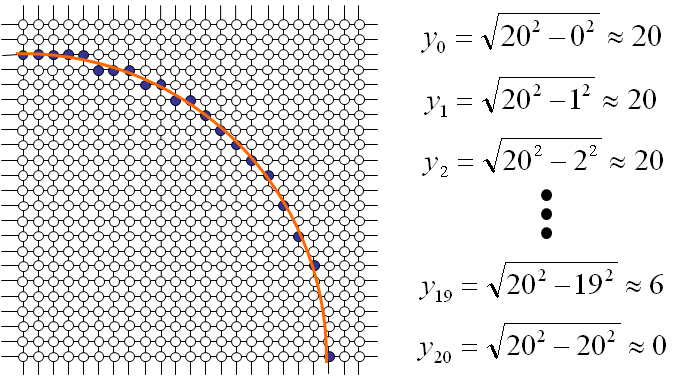 y₀ = √(20² − 0²) ≈ 20
y₁ = √(20² − 1²) ≈ 20
y₂ = √(20² − 2²) ≈ 20
y₁₉ = √(20² − 19²) ≈ 6
y₂₀ = √(20² − 20²) ≈ 0